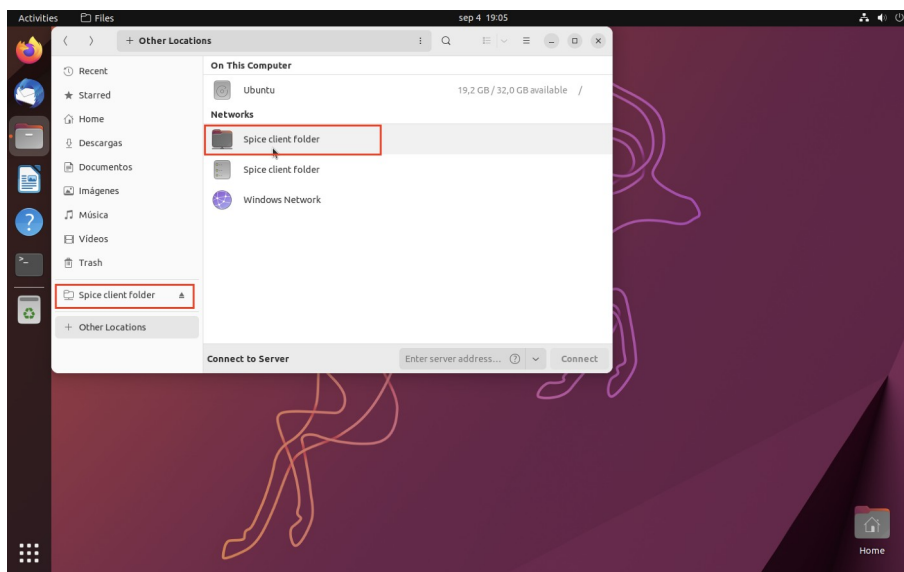 Activities Files sep 4 19:05
+ Other Locations
Recent
Starred
Home
Descargas
Documentos
Imágenes
Música
Vídeos
Trash
Spice client folder
+ Other Locations
On This Computer
Ubuntu 19,2 GB / 32,0 GB available /
Networks
Spice client folder
Spice client folder
Windows Network
Connect to Server Enter server address... ? Connect
?
>_
Home